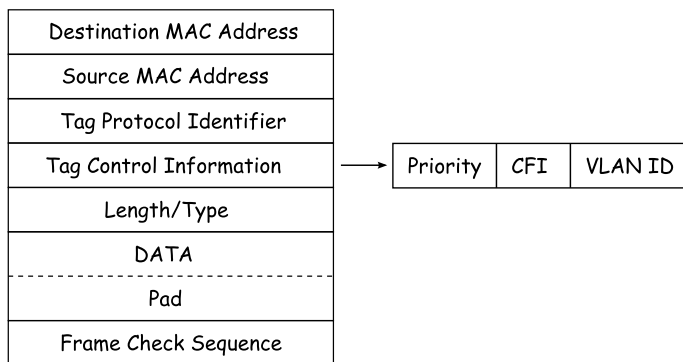 Destination MAC Address
Source MAC Address
Tag Protocol Identifier
Tag Control Information
Priority CFI VLAN ID
Length/Type
DATA
Pad
Frame Check Sequence